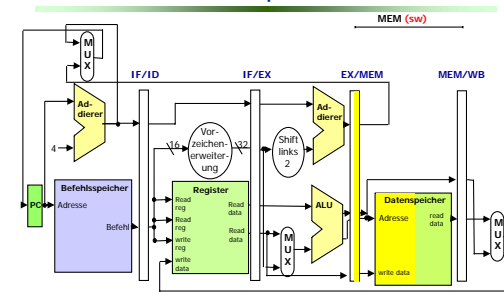 MEM (sw)
M
U
X
IF/ID
IF/EX
EX/MEM
MEM/WB
Ad-
dierer
4
16
Vor-
zeichen-
erweiter-
ung
32
Shift
links
2
Ad-
dierer
PC
Befehlsspeicher
Adresse
Befehl
Register
Read
reg
Read
reg
write
reg
write
data
Read
data
Read
data
M
U
X
ALU
Datenspeicher
Adresse
read
data
write data
M
U
X